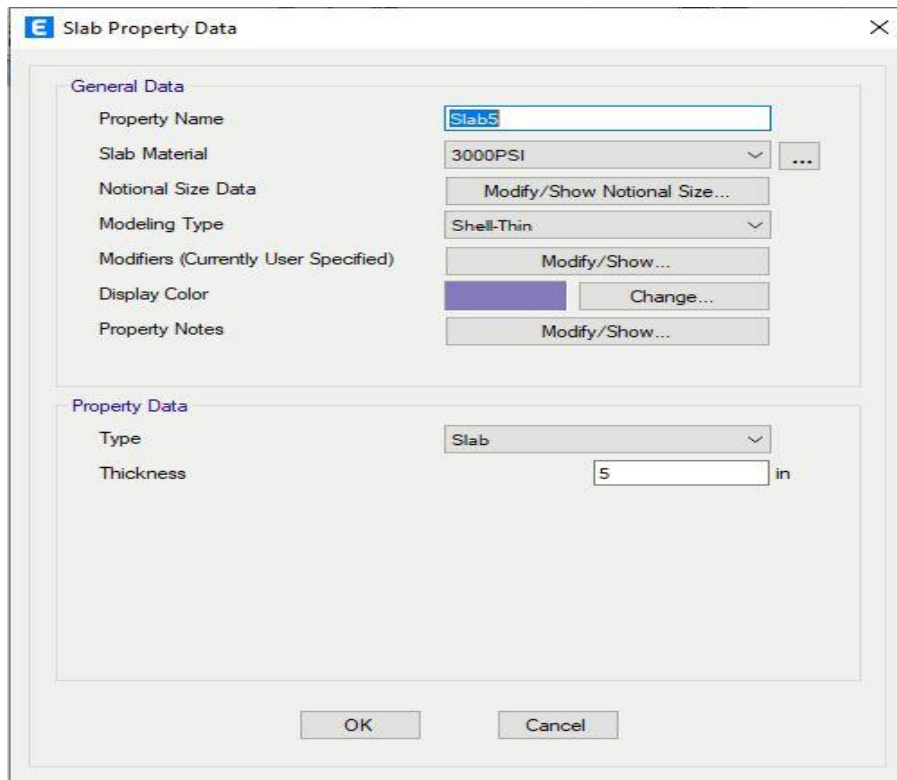 E Slab Property Data
General Data
Property Name Slab5
Slab Material 3000PSI ...
Notional Size Data Modify/Show Notional Size...
Modeling Type Shell-Thin
Modifiers (Currently User Specified) Modify/Show...
Display Color Change...
Property Notes Modify/Show...
Property Data
Type Slab
Thickness 5 in
OK Cancel